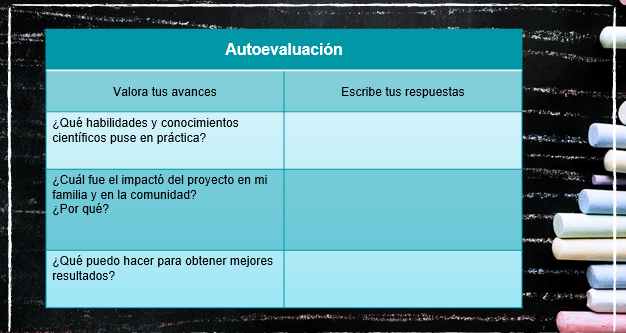 Autoevaluación
Valora tus avances
Escribe tus respuestas
¿Qué habilidades y conocimientos
científicos puse en práctica?
¿Cuál fue el impactó del proyecto en mi
familia y en la comunidad?
¿Por qué?
¿Qué puedo hacer para obtener mejores
resultados?